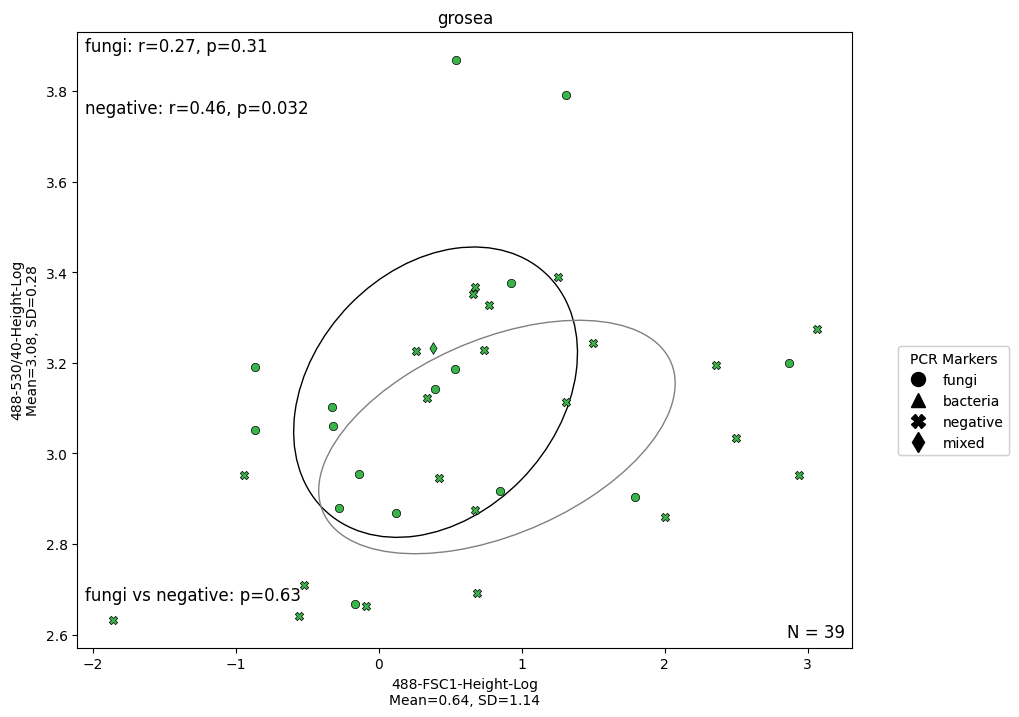 grosea
fungi: r=0.27, p=0.31
negative: r=0.46, p=0.032
fungi vs negative: p=0.63
N = 39
3.8
3.6
3.4
3.2
3.0
2.8
2.6
488-530/40-Height-Log
Mean=3.08, SD=0.28
−2
−1
0
1
2
3
488-FSC1-Height-Log
Mean=0.64, SD=1.14
PCR Markers
fungi
bacteria
negative
mixed